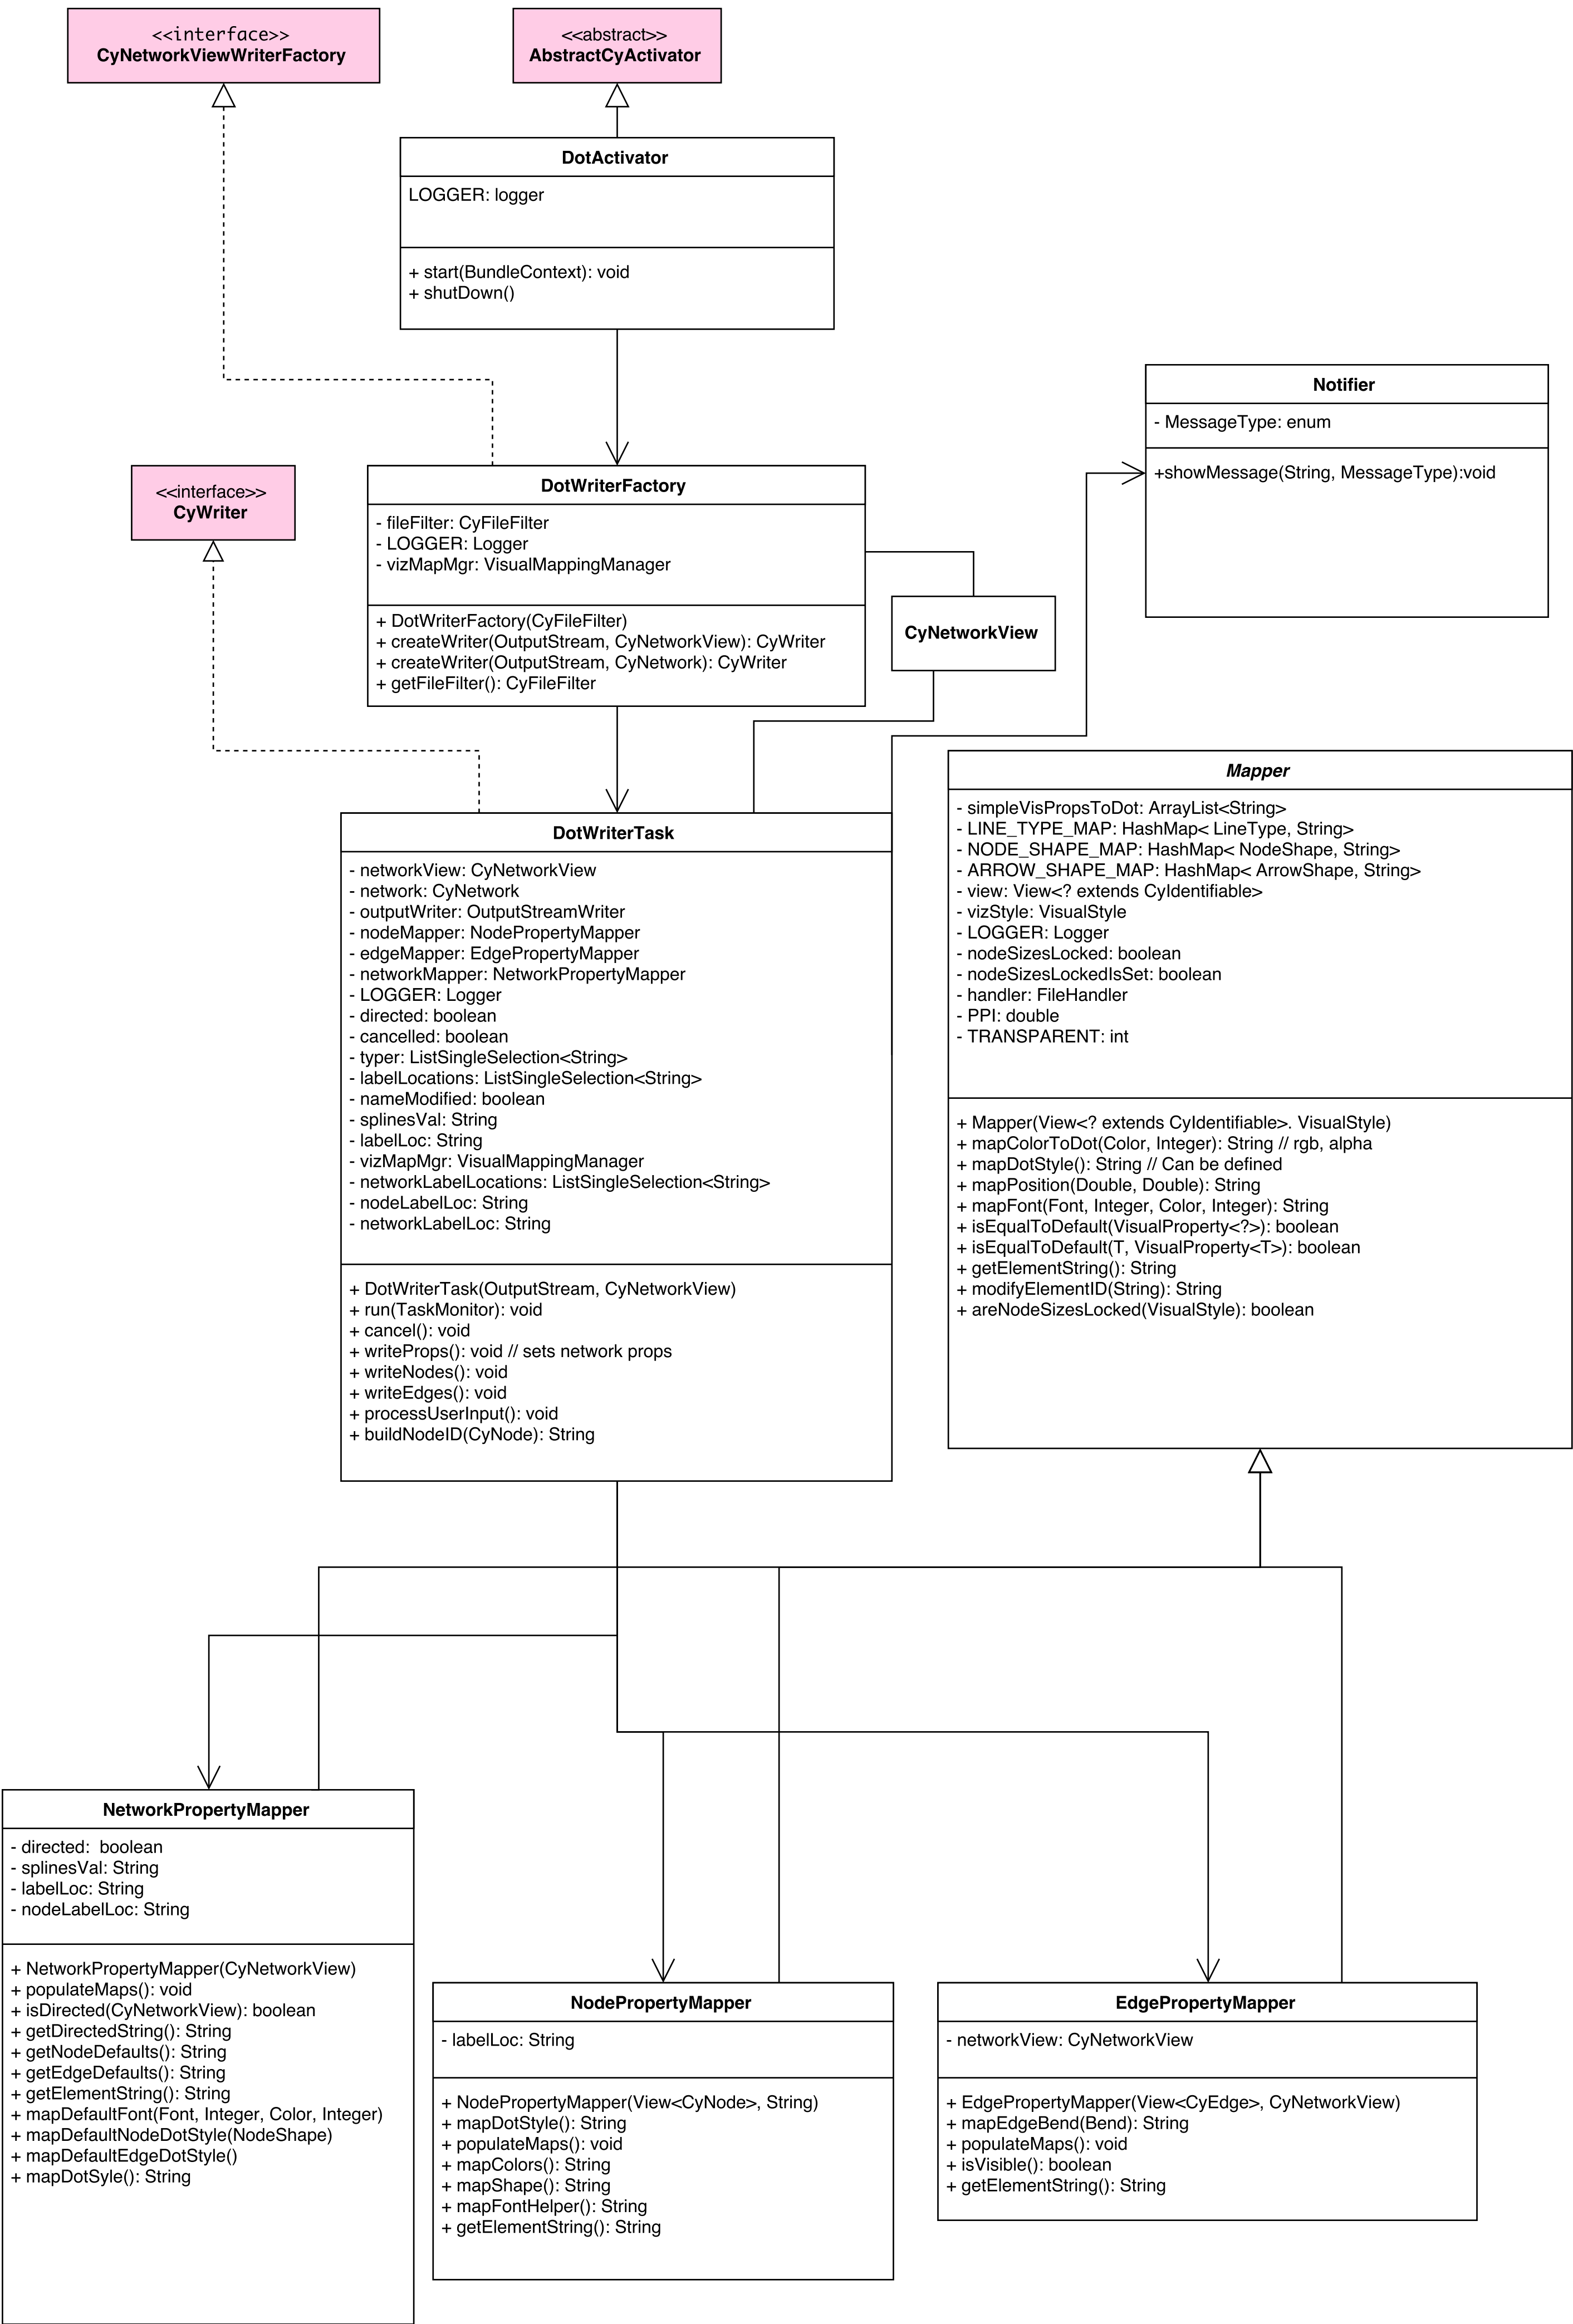 <<interface>>
CyNetworkViewWriterFactory
<<abstract>>
AbstractCyActivator
DotActivator
LOGGER: logger
+ start(BundleContext): void
+ shutDown()
Notifier
- MessageType: enum
+showMessage(String, MessageType):void
<<interface>>
CyWriter
DotWriterFactory
- fileFilter: CyFileFilter
- LOGGER: Logger
- vizMapMgr: VisualMappingManager
+ DotWriterFactory(CyFileFilter)
+ createWriter(OutputStream, CyNetworkView): CyWriter
+ createWriter(OutputStream, CyNetwork): CyWriter
+ getFileFilter(): CyFileFilter
CyNetworkView
DotWriterTask
- networkView: CyNetworkView
- network: CyNetwork
- outputWriter: OutputStreamWriter
- nodeMapper: NodePropertyMapper
- edgeMapper: EdgePropertyMapper
- networkMapper: NetworkPropertyMapper
- LOGGER: Logger
- directed: boolean
- cancelled: boolean
- typer: ListSingleSelection<String>
- labelLocations: ListSingleSelection<String>
- nameModified: boolean
- splinesVal: String
- labelLoc: String
- vizMapMgr: VisualMappingManager
- networkLabelLocations: ListSingleSelection<String>
- nodeLabelLoc: String
- networkLabelLoc: String
+ DotWriterTask(OutputStream, CyNetworkView)
+ run(TaskMonitor): void
+ cancel(): void
+ writeProps(): void // sets network props
+ writeNodes(): void
+ writeEdges(): void
+ processUserInput(): void
+ buildNodeID(CyNode): String
Mapper
- simpleVisPropsToDot: ArrayList<String>
- LINE_TYPE_MAP: HashMap< LineType, String>
- NODE_SHAPE_MAP: HashMap< NodeShape, String>
- ARROW_SHAPE_MAP: HashMap< ArrowShape, String>
- view: View<? extends CyIdentifiable>
- vizStyle: VisualStyle
- LOGGER: Logger
- nodeSizesLocked: boolean
- nodeSizesLockedIsSet: boolean
- handler: FileHandler
- PPI: double
- TRANSPARENT: int
+ Mapper(View<? extends CyIdentifiable>. VisualStyle)
+ mapColorToDot(Color, Integer): String // rgb, alpha
+ mapDotStyle(): String // Can be defined
+ mapPosition(Double, Double): String
+ mapFont(Font, Integer, Color, Integer): String
+ isEqualToDefault(VisualProperty<?>): boolean
+ isEqualToDefault(T, VisualProperty<T>): boolean
+ getElementString(): String
+ modifyElementID(String): String
+ areNodeSizesLocked(VisualStyle): boolean
NetworkPropertyMapper
- directed:  boolean
- splinesVal: String
- labelLoc: String
- nodeLabelLoc: String
+ NetworkPropertyMapper(CyNetworkView)
+ populateMaps(): void
+ isDirected(CyNetworkView): boolean
+ getDirectedString(): String
+ getNodeDefaults(): String
+ getEdgeDefaults(): String
+ getElementString(): String
+ mapDefaultFont(Font, Integer, Color, Integer)
+ mapDefaultNodeDotStyle(NodeShape)
+ mapDefaultEdgeDotStyle()
+ mapDotSyle(): String
NodePropertyMapper
- labelLoc: String
+ NodePropertyMapper(View<CyNode>, String)
+ mapDotStyle(): String
+ populateMaps(): void
+ mapColors(): String
+ mapShape(): String
+ mapFontHelper(): String
+ getElementString(): String
EdgePropertyMapper
- networkView: CyNetworkView
+ EdgePropertyMapper(View<CyEdge>, CyNetworkView)
+ mapEdgeBend(Bend): String
+ populateMaps(): void
+ isVisible(): boolean
+ getElementString(): String